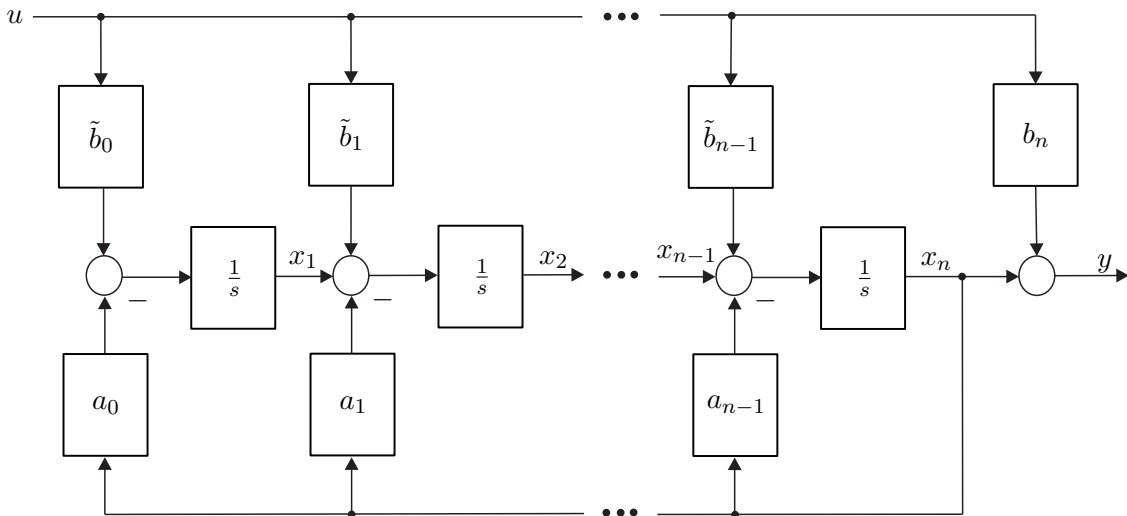 u
b̃₀ b̃₁ b̃ₙ₋₁ bₙ
1/s x₁ 1/s x₂ xₙ₋₁ 1/s xₙ y
− − −
a₀ a₁ aₙ₋₁